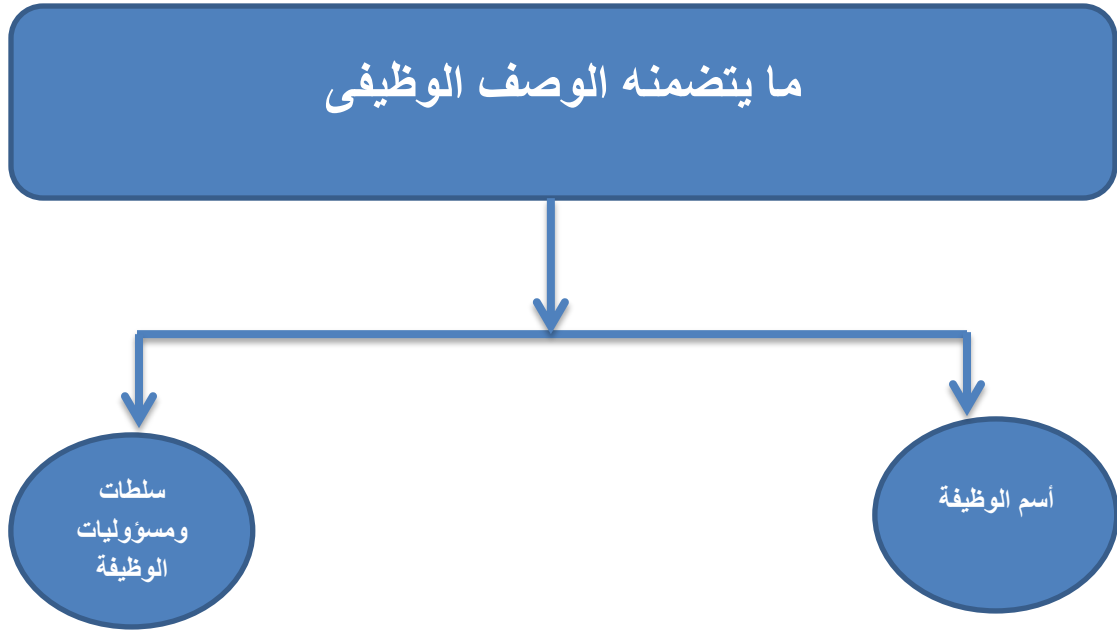 ما يتضمنه الوصف الوظيفى
أسم الوظيفة
سلطات
ومسؤوليات
الوظيفة